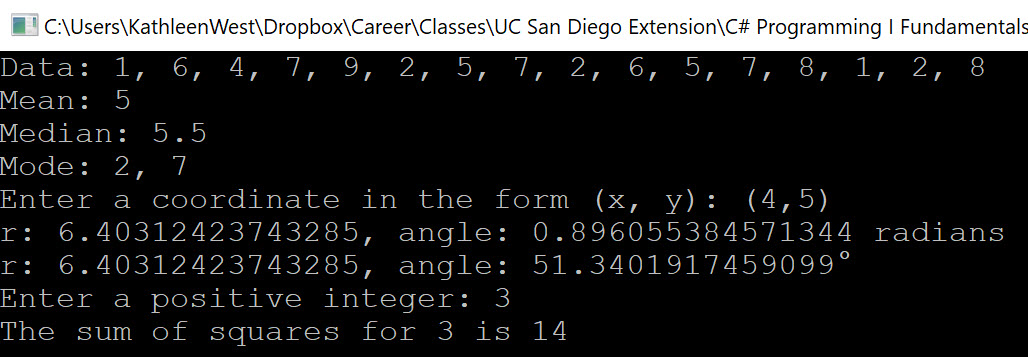 C:\Users\KathleenWest\Dropbox\Career\Classes\UC San Diego Extension\C# Programming I Fundamentals
Data: 1, 6, 4, 7, 9, 2, 5, 7, 2, 6, 5, 7, 8, 1, 2, 8
Mean: 5
Median: 5.5
Mode: 2, 7
Enter a coordinate in the form (x, y): (4,5)
r: 6.40312423743285, angle: 0.896055384571344 radians
r: 6.40312423743285, angle: 51.3401917459099°
Enter a positive integer: 3
The sum of squares for 3 is 14